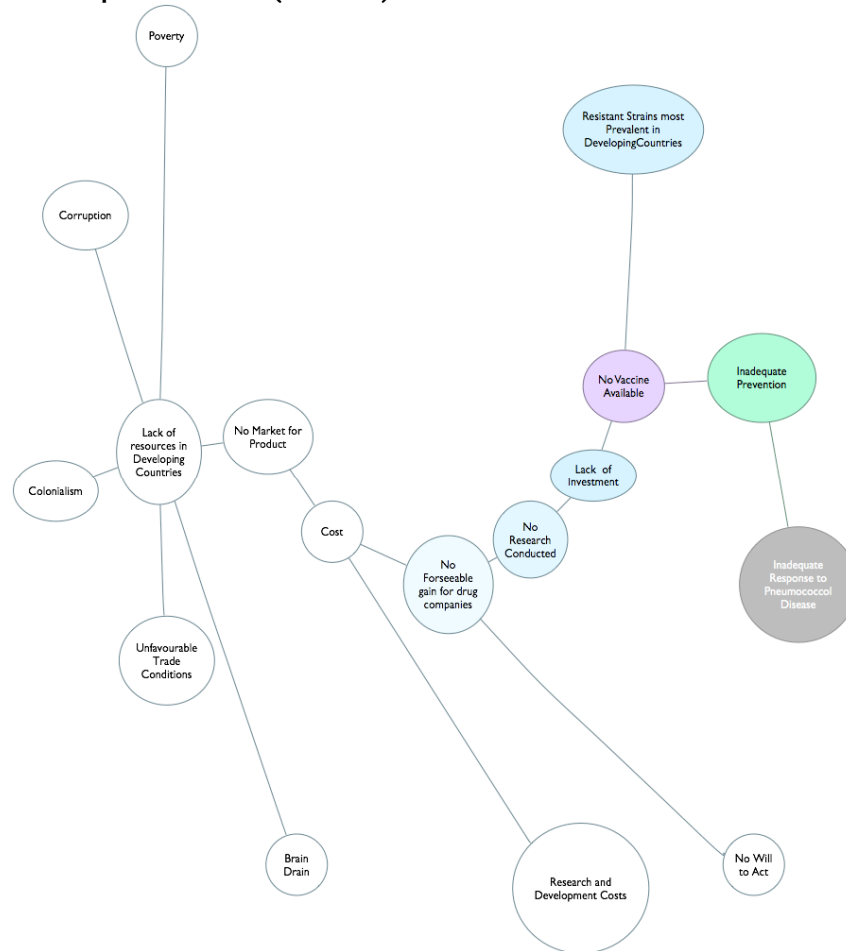 Poverty
Resistant Strains most
Prevalent in
DevelopingCountries
Corruption
Inadequate
Prevention
No Vaccine
Available
No Market for
Product
Lack of
resources in
Developing
Countries
Lack of
Investment
Colonialism
No
Research
Conducted
Cost
No
Forseeable
gain for drug
companies
Inadequate
Response to
Pneumococcol
Disease
Unfavourable
Trade
Conditions
Brain
Drain
No Will
to Act
Research and
Development Costs